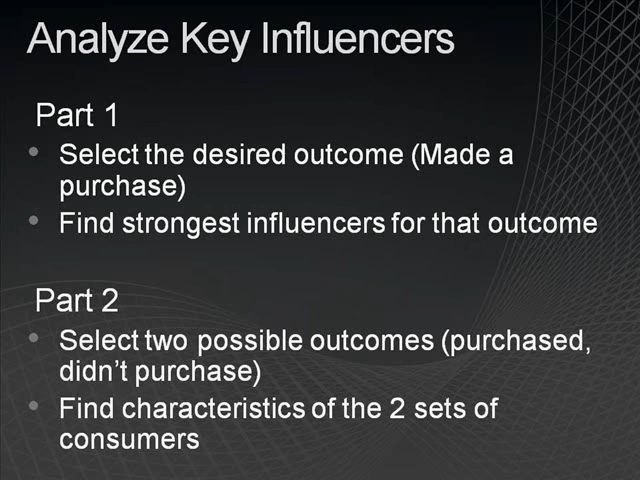 Analyze Key Influencers
Part 1
Select the desired outcome (Made a
purchase)
Find strongest influencers for that outcome
Part 2
Select two possible outcomes (purchased,
didn’t purchase)
Find characteristics of the 2 sets of
consumers